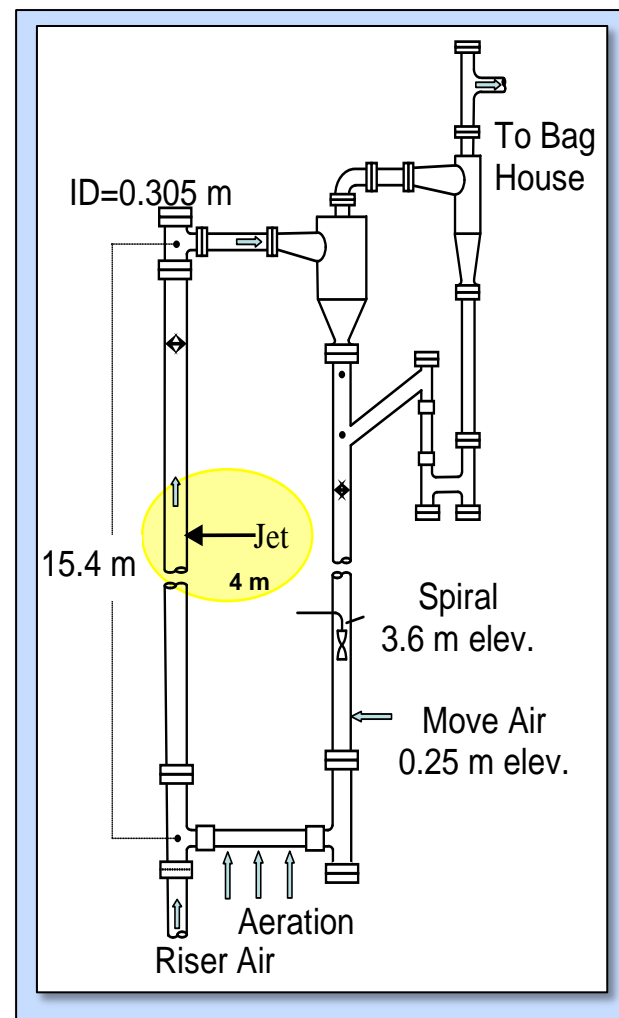 To Bag
House
ID=0.305 m
Jet
15.4 m
4 m
Spiral
3.6 m elev.
Move Air
0.25 m elev.
Aeration
Riser Air